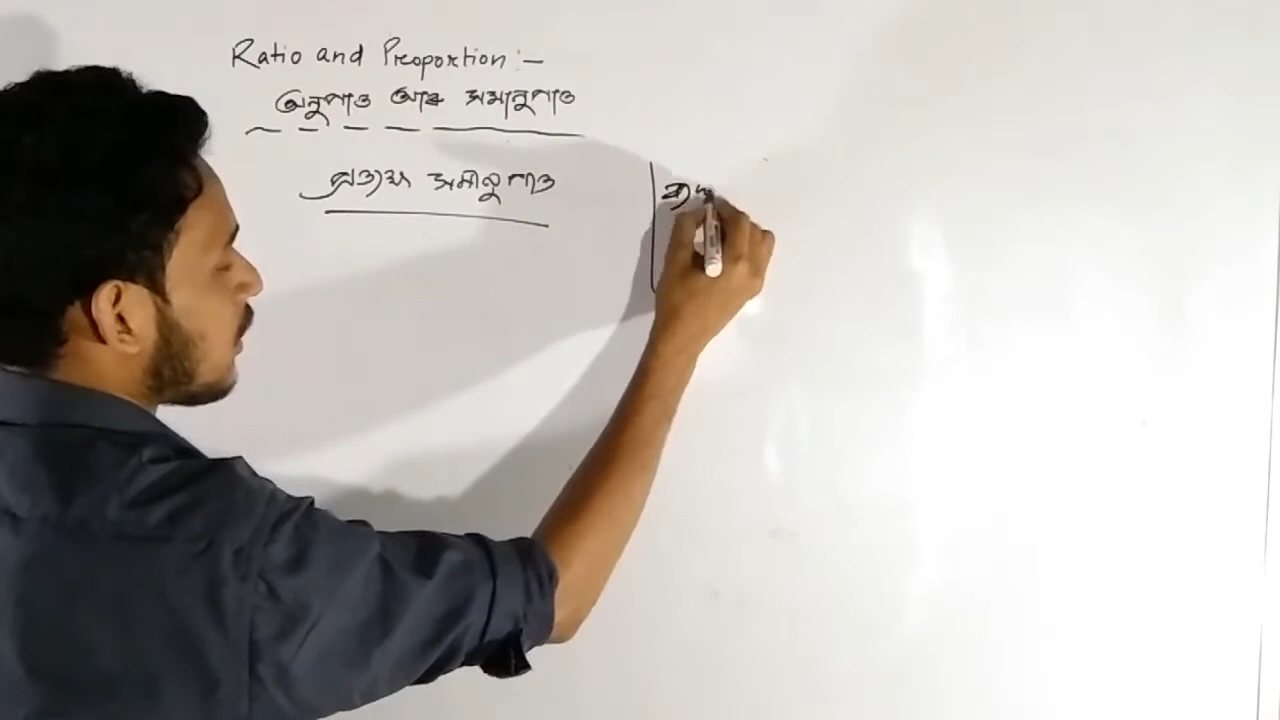 Ratio and Proportion :-
অনুপাত আৰু সমানুপাত
প্ৰত্যক্ষ সমানুপাত